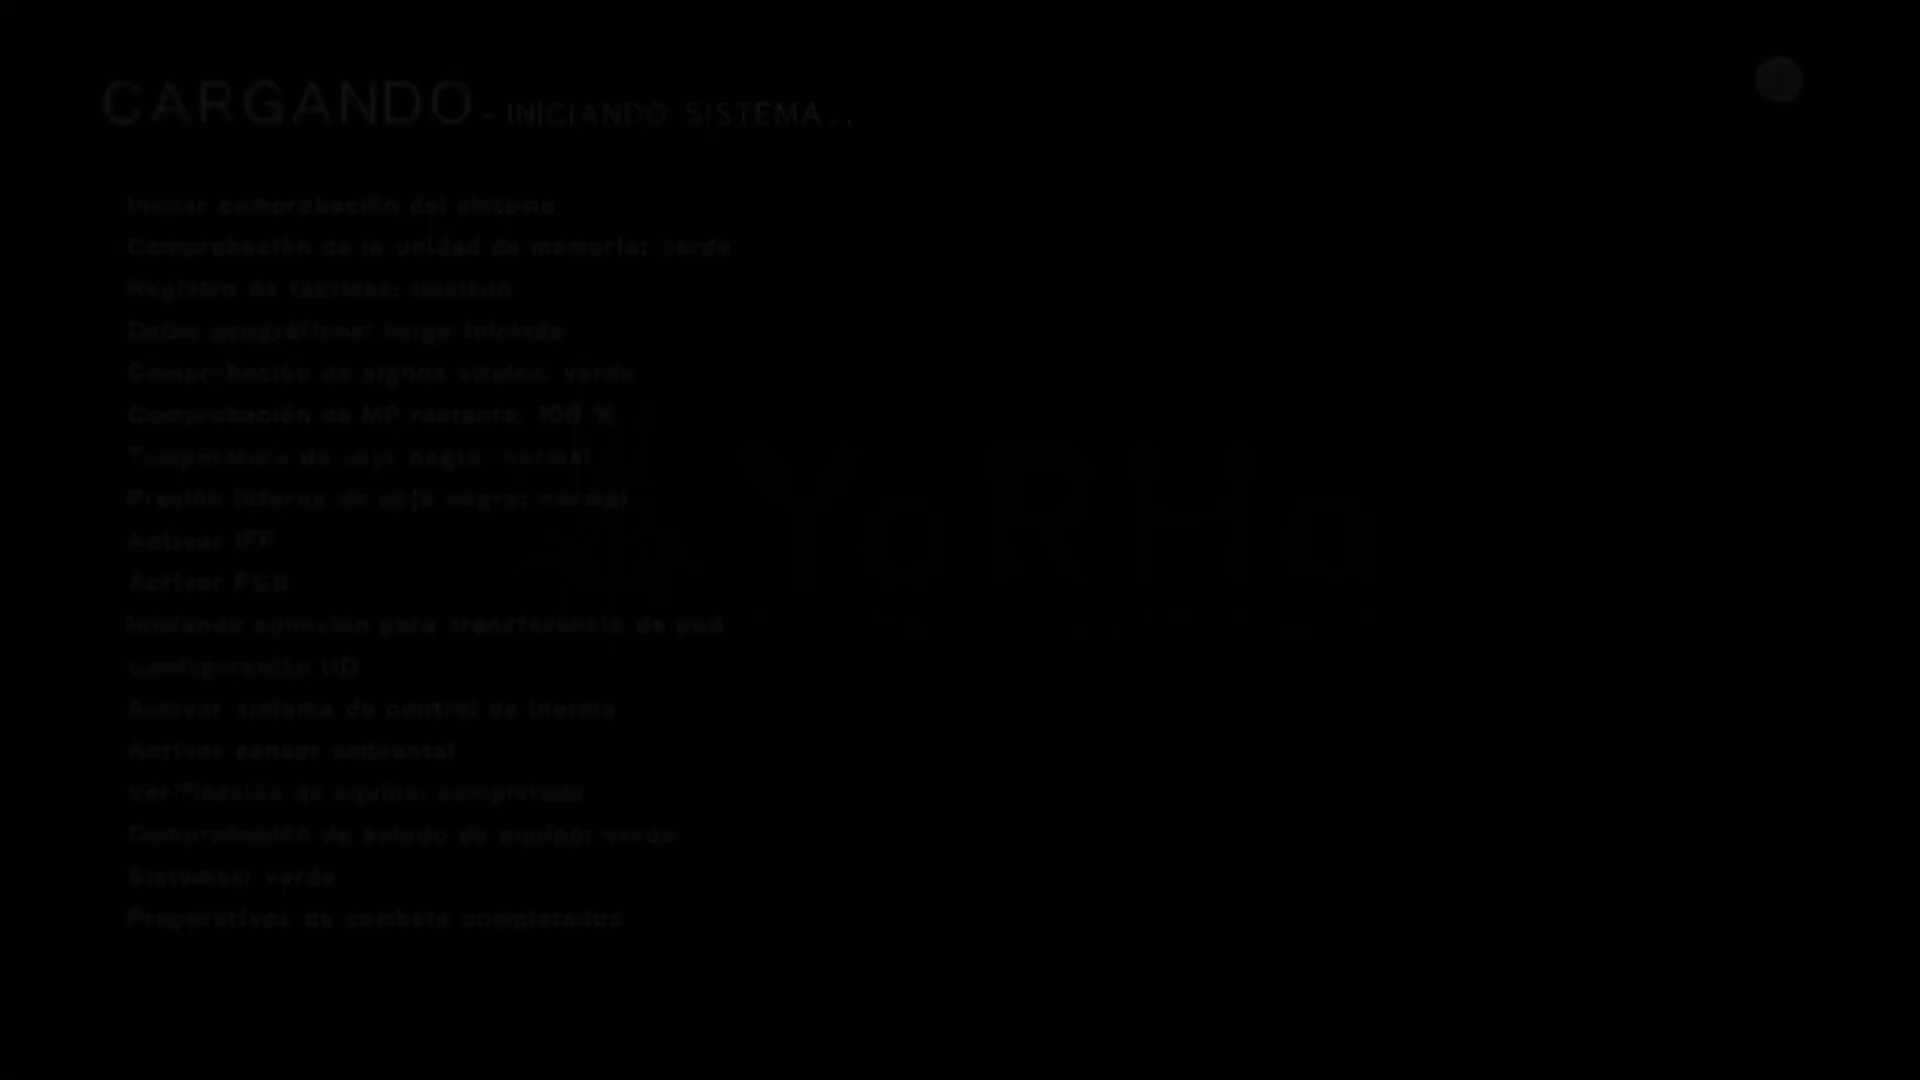 CARGANDO - INICIANDO SISTEMA..
Iniciar comprobación del sistema
Comprobación de la unidad de memoria: verde
Registro de tácticas: iniciado
Datos geográficos: carga iniciada
Comprobación de signos vitales: verde
Comprobación de MP restante: 100 %
Temperatura de caja negra: normal
Presión interna de caja negra: normal
Activar IFF
Activar FCS
Iniciando conexión para transferencia de pod
Configuración UD
Activar sistema de control de inercia
Activar sensor ambiental
Verificación de equipo: completada
Comprobación de estado de equipo: verde
Sistemas: verde
Preparativos de combate completados
YoRHa